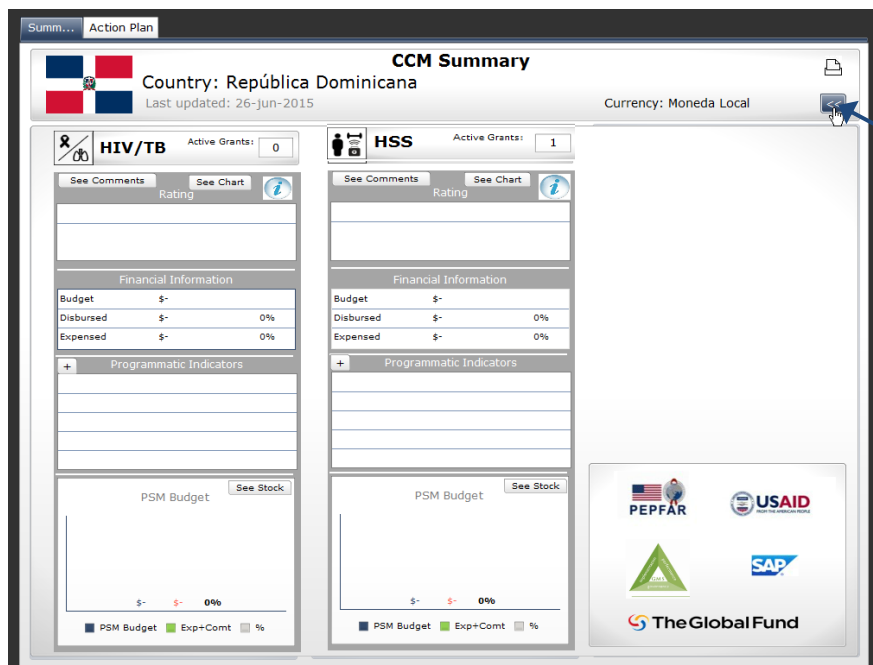 Summ... Action Plan
CCM Summary
Country: República Dominicana
Last updated: 26-jun-2015
Currency: Moneda Local
<<
HIV/TB Active Grants: 0
See Comments See Chart
Rating
Financial Information
Budget $-
Disbursed $- 0%
Expensed $- 0%
+ Programmatic Indicators
PSM Budget See Stock
$- $- 0%
PSM Budget Exp+Comt %
HSS Active Grants: 1
See Comments See Chart
Rating
Financial Information
Budget $-
Disbursed $- 0%
Expensed $- 0%
+ Programmatic Indicators
PSM Budget See Stock
$- $- 0%
PSM Budget Exp+Comt %
PEPFAR
USAID
FROM THE AMERICAN PEOPLE
SAP
The Global Fund